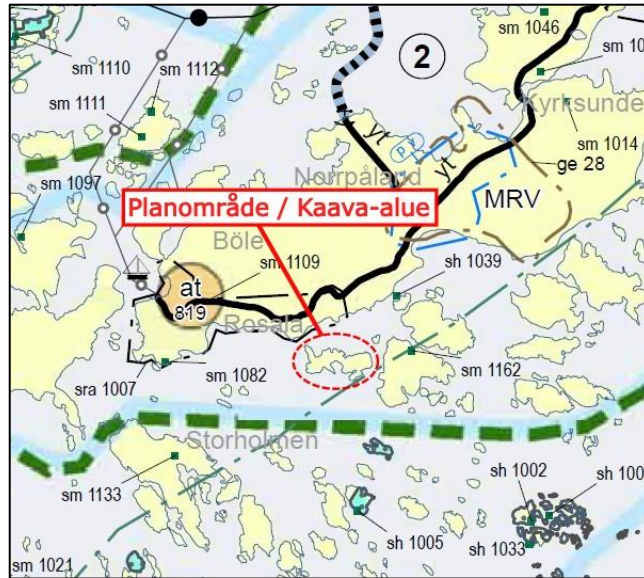 sm 1046
2
sm 1110
sm 1112
sm 10
sm 1111
Kyrksunde
yt
sm 1014
ge 28
sm 1097
Norrpåland
yt
MRV
Planområde / Kaava-alue
Böle
sm 1109
sh 1039
at
819
Rosala
sra 1007
sm 1082
sm 1162
Storholmen
sm 1133
sh 1002
sh 100
sh 1005
sh 1033
sm 1021